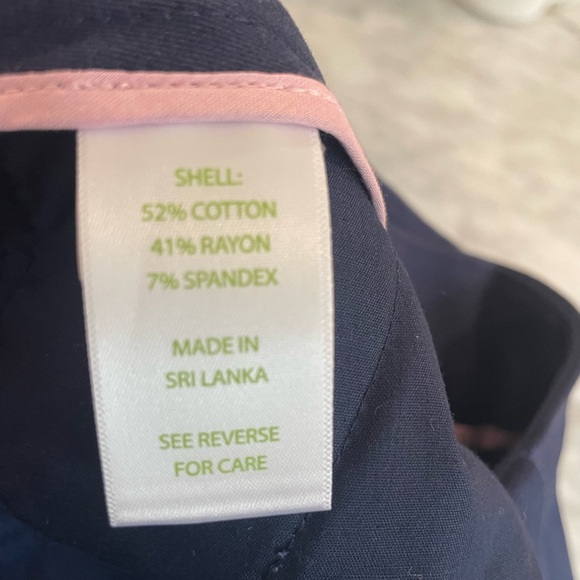 SHELL:
52% COTTON
41% RAYON
7% SPANDEX
MADE IN
SRI LANKA
SEE REVERSE
FOR CARE